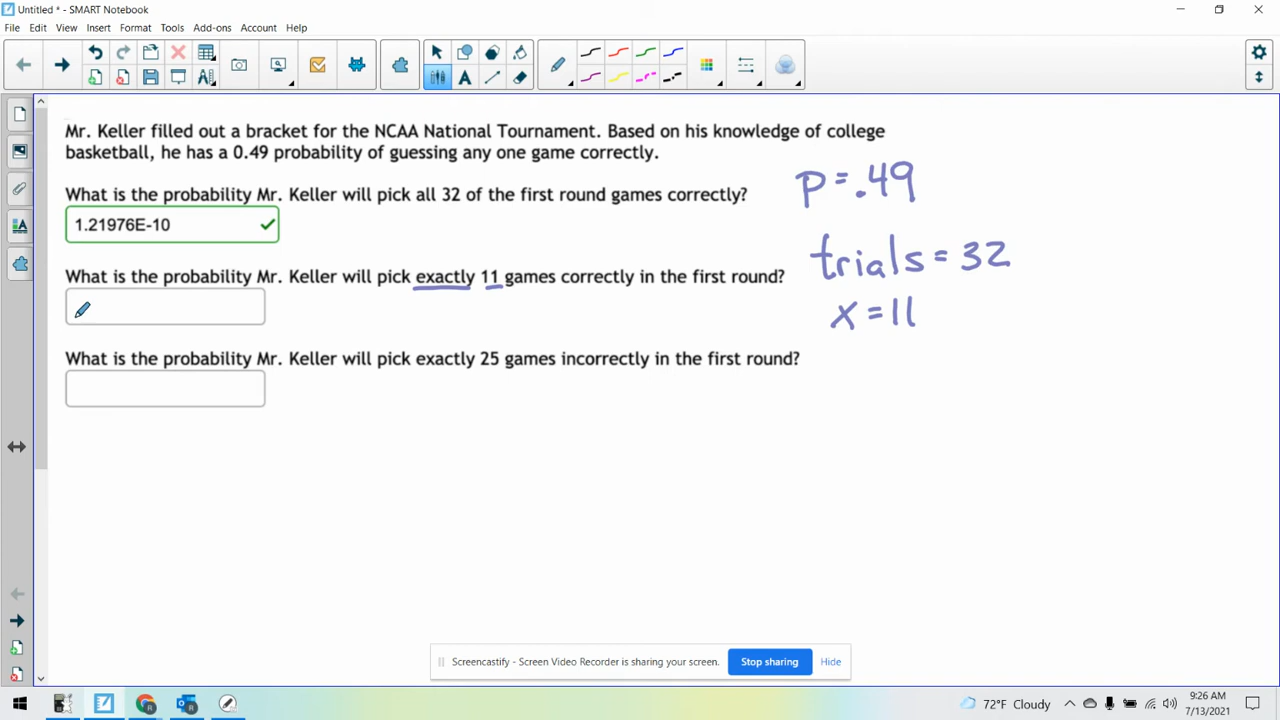 Untitled * - SMART Notebook
File Edit View Insert Format Tools Add-ons Account Help
Mr. Keller filled out a bracket for the NCAA National Tournament. Based on his knowledge of college
basketball, he has a 0.49 probability of guessing any one game correctly.
p = .49
What is the probability Mr. Keller will pick all 32 of the first round games correctly?
1.21976E-10
trials = 32
What is the probability Mr. Keller will pick exactly 11 games correctly in the first round?
x = 11
What is the probability Mr. Keller will pick exactly 25 games incorrectly in the first round?
Screencastify - Screen Video Recorder is sharing your screen.
Stop sharing
Hide
72°F Cloudy
9:26 AM
7/13/2021